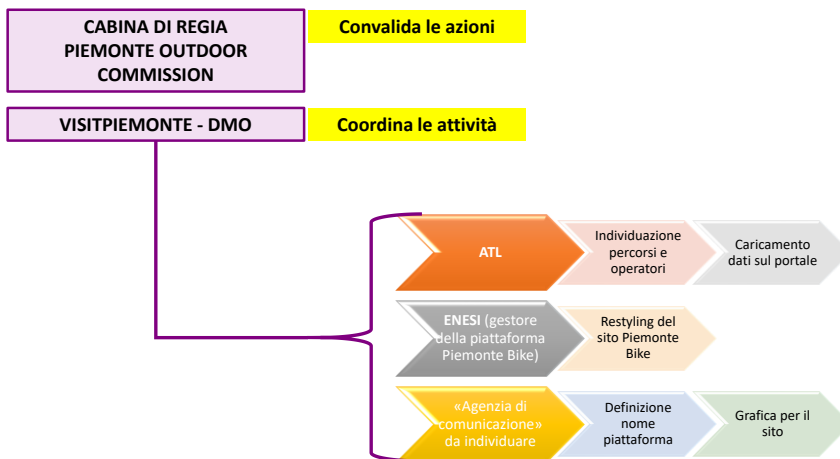 CABINA DI REGIA
PIEMONTE OUTDOOR
COMMISSION
Convalida le azioni
VISITPIEMONTE - DMO
Coordina le attività
ATL
Individuazione
percorsi e
operatori
Caricamento
dati sul portale
ENESI (gestore
della piattaforma
Piemonte Bike)
Restyling del
sito Piemonte
Bike
«Agenzia di
comunicazione»
da individuare
Definizione
nome
piattaforma
Grafica per il
sito